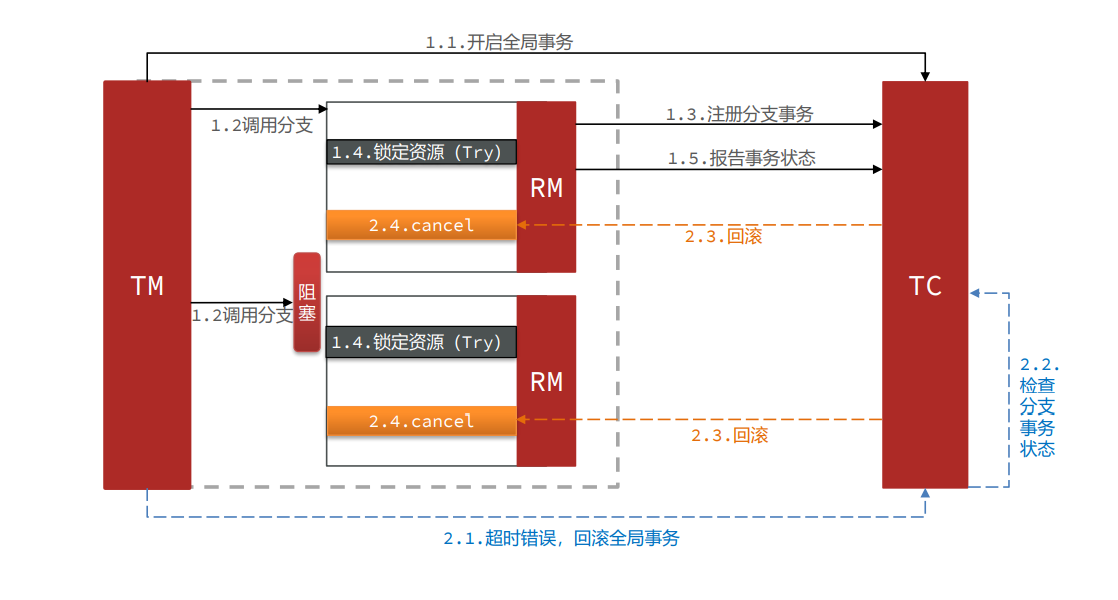 1.1.开启全局事务
1.2调用分支
1.3.注册分支事务
1.4.锁定资源（Try）
1.5.报告事务状态
RM
2.4.cancel
2.3.回滚
TM
TC
阻
塞
1.2调用分支
1.4.锁定资源（Try）
RM
2.4.cancel
2.3.回滚
2.2.
检查
分支
事务
状态
2.1.超时错误，回滚全局事务